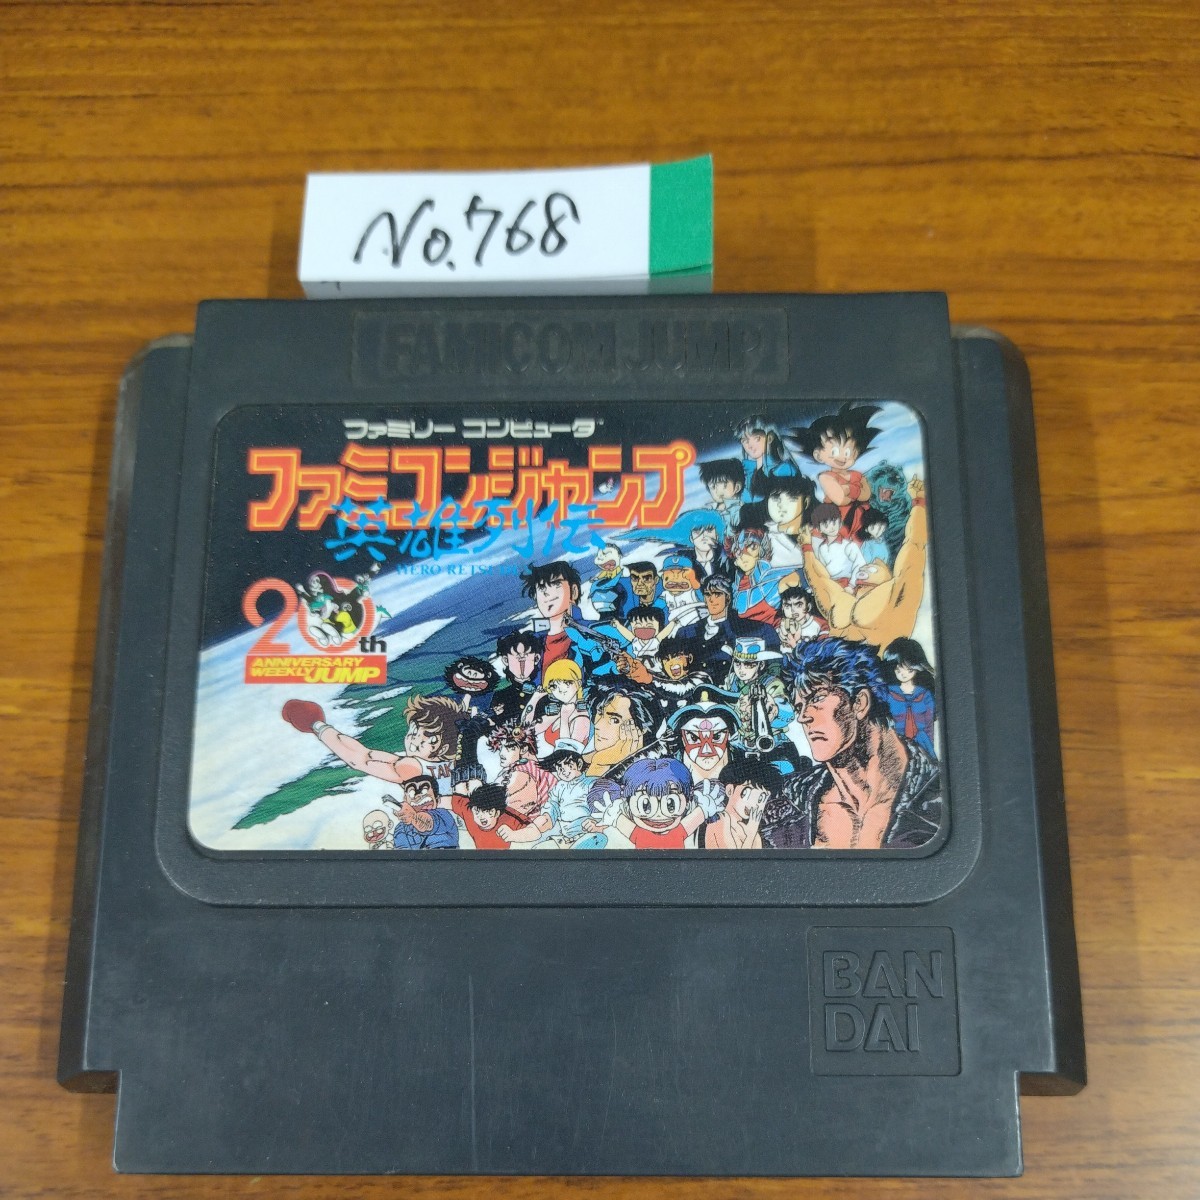 No.768
FAMICOM JUMP
ファミリー コンピュータ
ファミコンジャンプ
英雄列伝
HERO
20th
ANNIVERSARY
WEEKLY JUMP
BAN
DAI